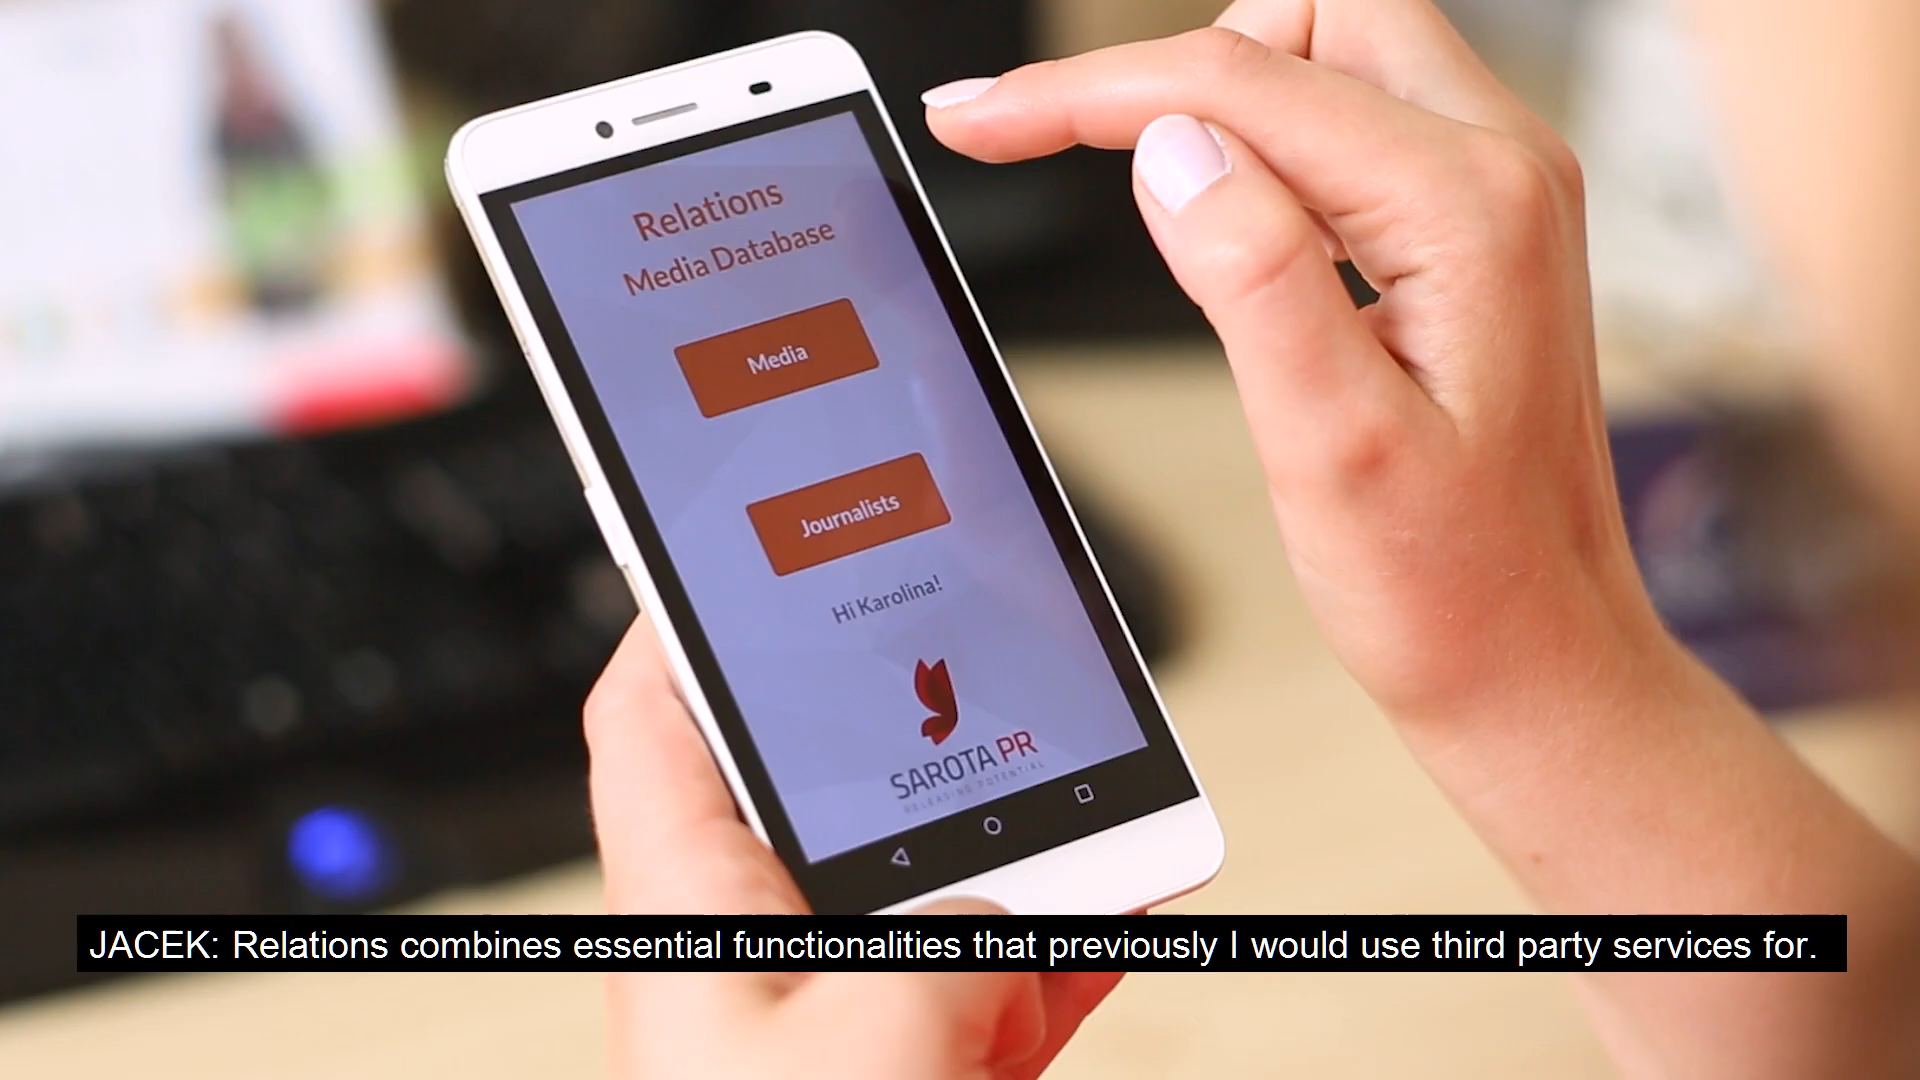 Relations
Media Database
Media
Journalists
Hi Karolina!
SAROTA PR
RELEASING POTENTIAL
JACEK: Relations combines essential functionalities that previously I would use third party services for.